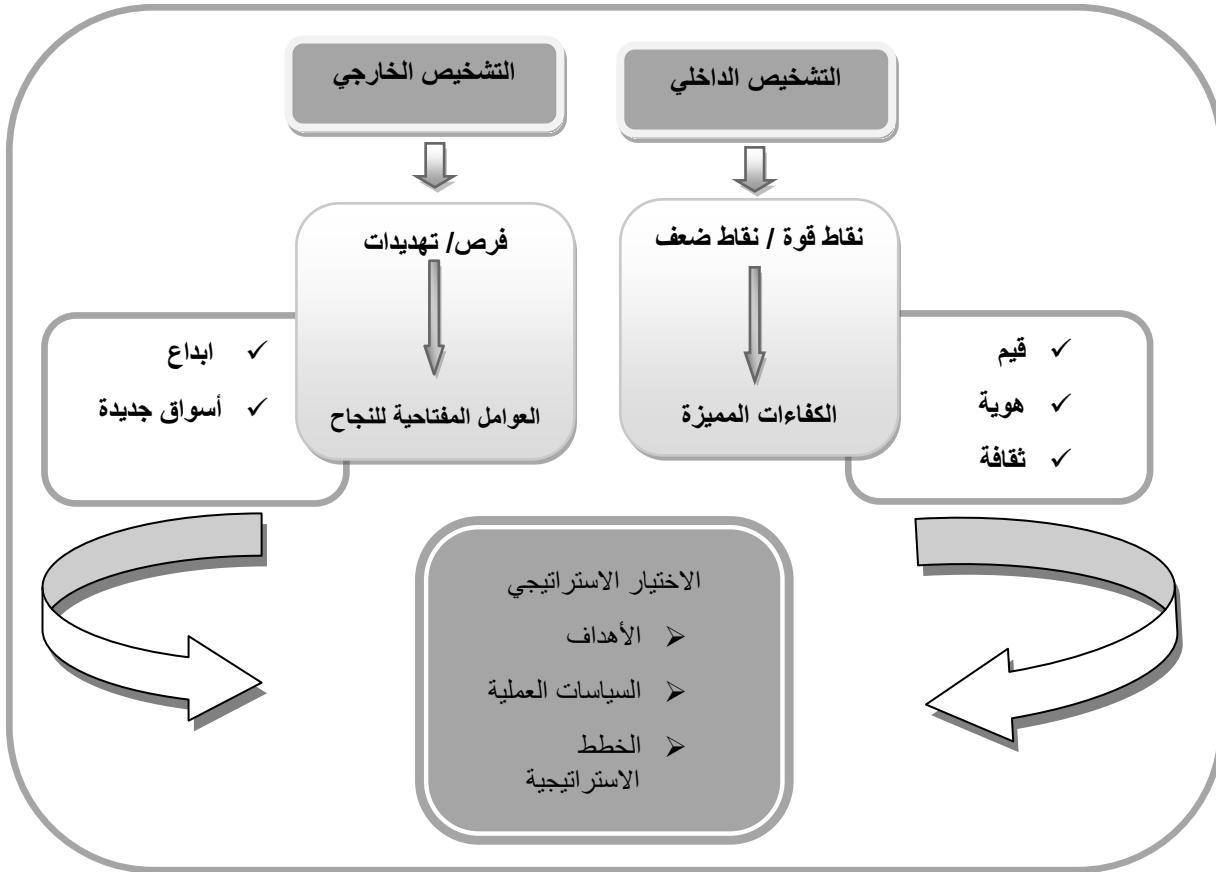 التشخيص الداخلي
التشخيص الخارجي
نقاط قوة / نقاط ضعف
الكفاءات المميزة
فرص/ تهديدات
العوامل المفتاحية للنجاح
قيم
هوية
ثقافة
ابداع
أسواق جديدة
الاختيار الاستراتيجي
الأهداف
السياسات العملية
الخطط
الاستراتيجية